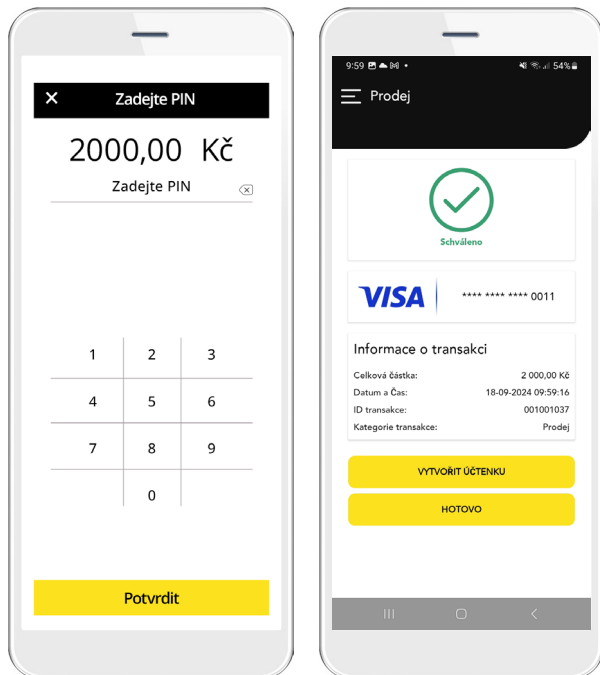 × Zadejte PIN
2000,00 Kč
Zadejte PIN
1 2 3
4 5 6
7 8 9
0
Potvrdit
9:59 54%
Prodej
Schváleno
VISA **** **** **** 0011
Informace o transakci
Celková částka: 2 000,00 Kč
Datum a Čas: 18-09-2024 09:59:16
ID transakce: 001001037
Kategorie transakce: Prodej
VYTVOŘIT ÚČTENKU
HOTOVO